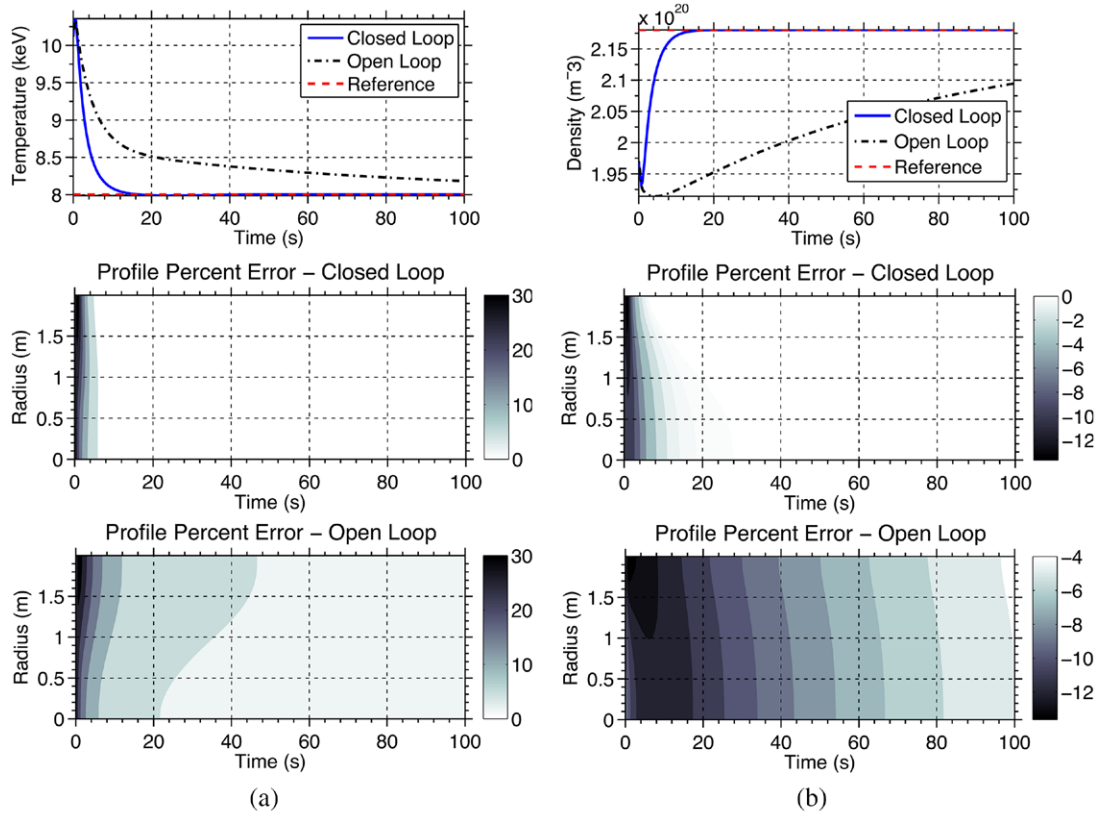 Temperature (keV)
10
9.5
9
8.5
8
Closed Loop
Open Loop
Reference
0 20 40 60 80 100
Time (s)
x 10^20
Density (m−3)
2.15
2.1
2.05
2
1.95
Closed Loop
Open Loop
Reference
0 20 40 60 80 100
Time (s)
Profile Percent Error − Closed Loop
Radius (m)
1.5
1
0.5
0
0 20 40 60 80 100
Time (s)
30
20
10
0
Profile Percent Error − Closed Loop
Radius (m)
1.5
1
0.5
0
0 20 40 60 80 100
Time (s)
0
−2
−4
−6
−8
−10
−12
Profile Percent Error − Open Loop
Radius (m)
1.5
1
0.5
0
0 20 40 60 80 100
Time (s)
30
20
10
0
Profile Percent Error − Open Loop
Radius (m)
1.5
1
0.5
0
0 20 40 60 80 100
Time (s)
−4
−6
−8
−10
−12
(a)
(b)